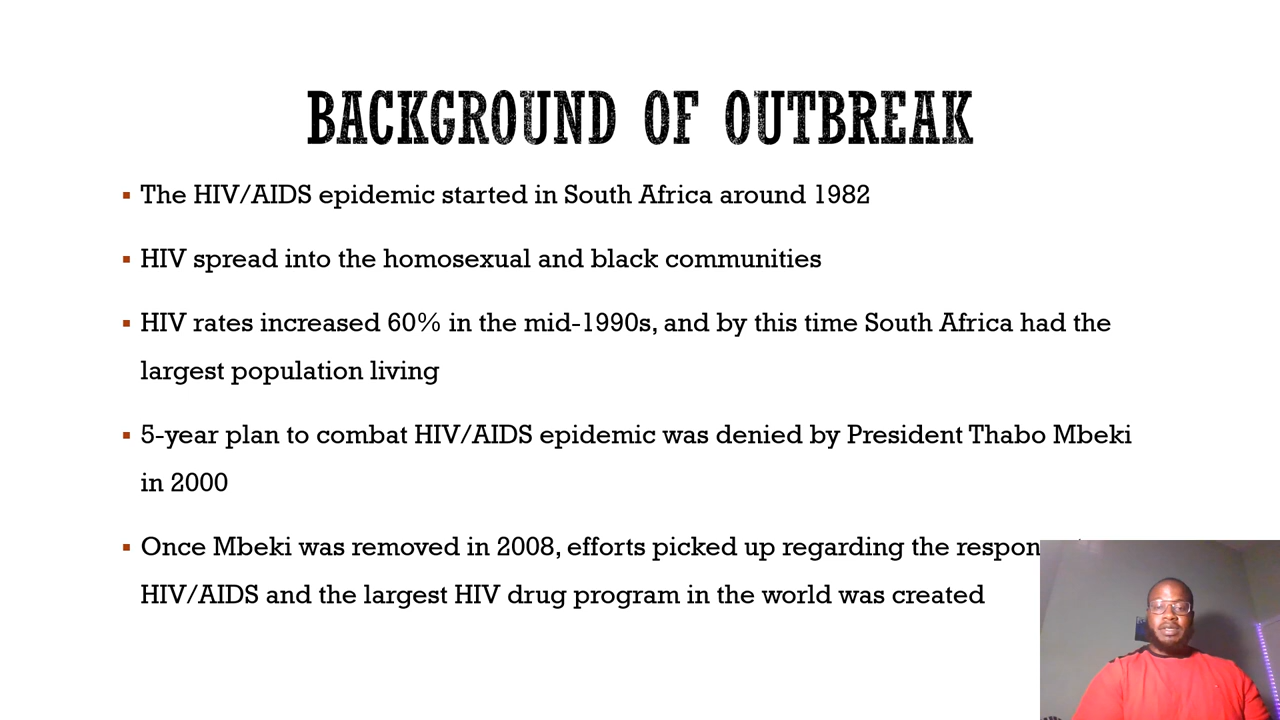 BACKGROUND OF OUTBREAK
▪ The HIV/AIDS epidemic started in South Africa around 1982
▪ HIV spread into the homosexual and black communities
▪ HIV rates increased 60% in the mid-1990s, and by this time South Africa had the
largest population living
▪ 5-year plan to combat HIV/AIDS epidemic was denied by President Thabo Mbeki
in 2000
▪ Once Mbeki was removed in 2008, efforts picked up regarding the
HIV/AIDS and the largest HIV drug program in the world was created